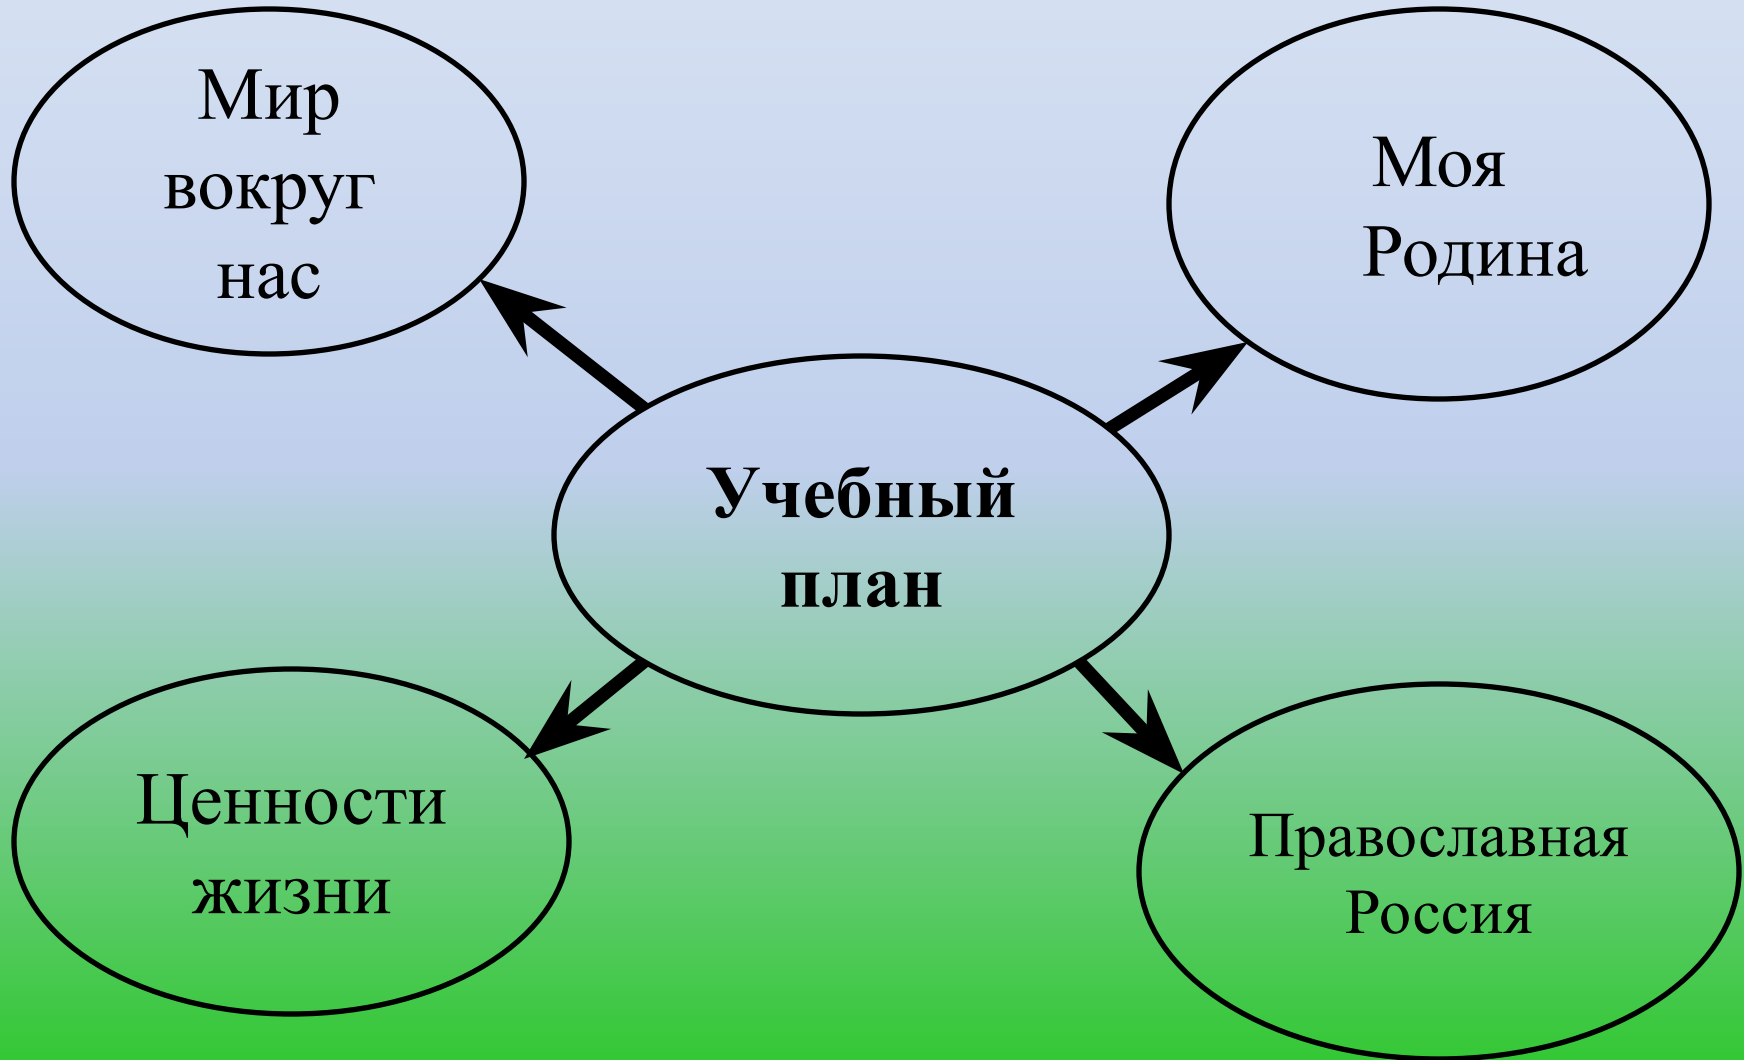 Мир
вокруг
нас
Моя
Родина
Учебный
план
Ценности
жизни
Православная
Россия